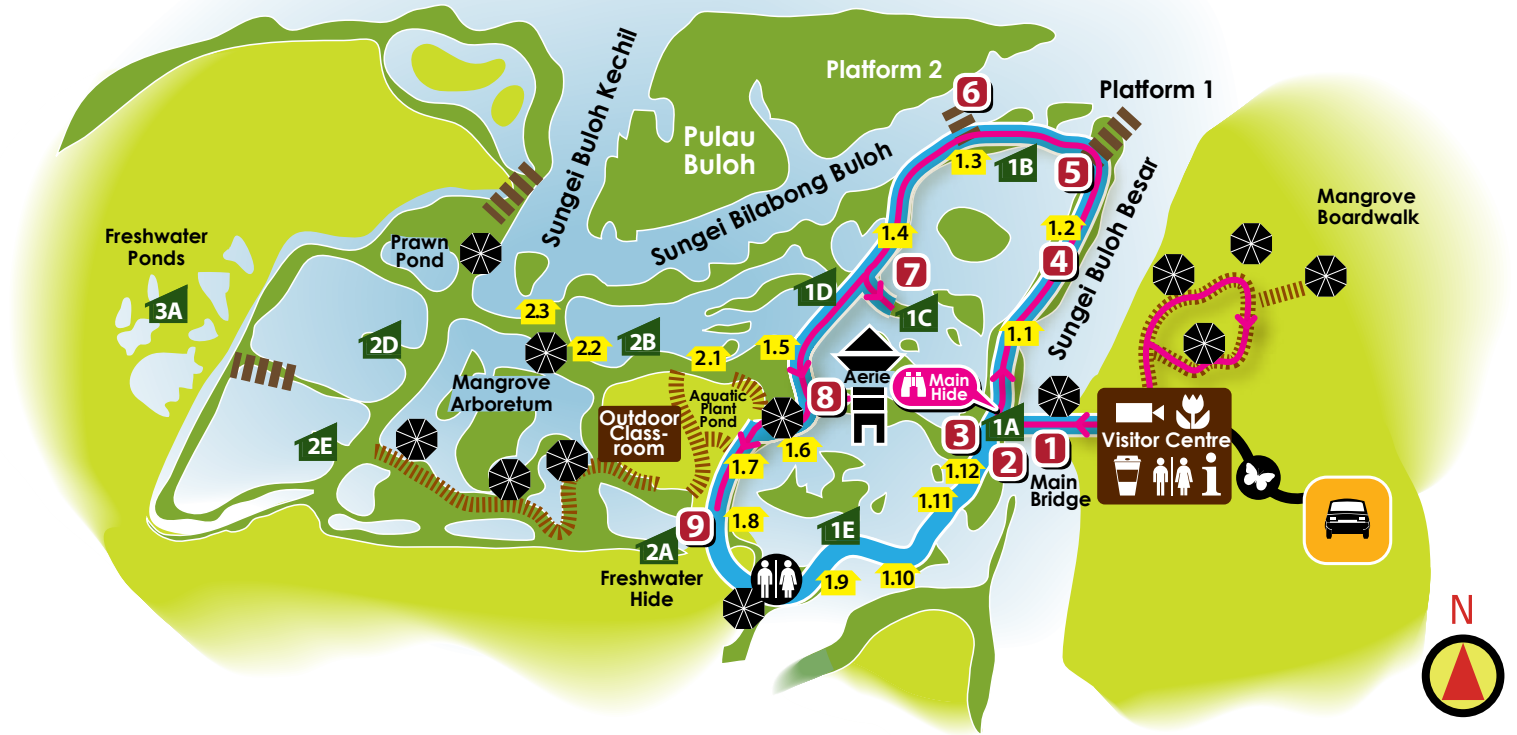 Sungei Buloh Kechil
Platform 2
6
Platform 1
Pulau
Buloh
1.3
1B
5
Sungei Bilabong Buloh
Sungei Buloh Besar
Mangrove
Boardwalk
Freshwater
Ponds
Prawn
Pond
1.4
1.2
4
7
3A
1D
1C
2.3
2D
2.2
2B
2.1
1.5
1.1
Aerie
Main
Hide
Mangrove
Arboretum
Aquatic
Plant
Pond
8
Outdoor
Class-
room
2E
1.6
1.7
3
1A
2
1
Visitor Centre
1.12
Main
Bridge
1.11
9
1.8
1E
2A
Freshwater
Hide
1.9
1.10
N